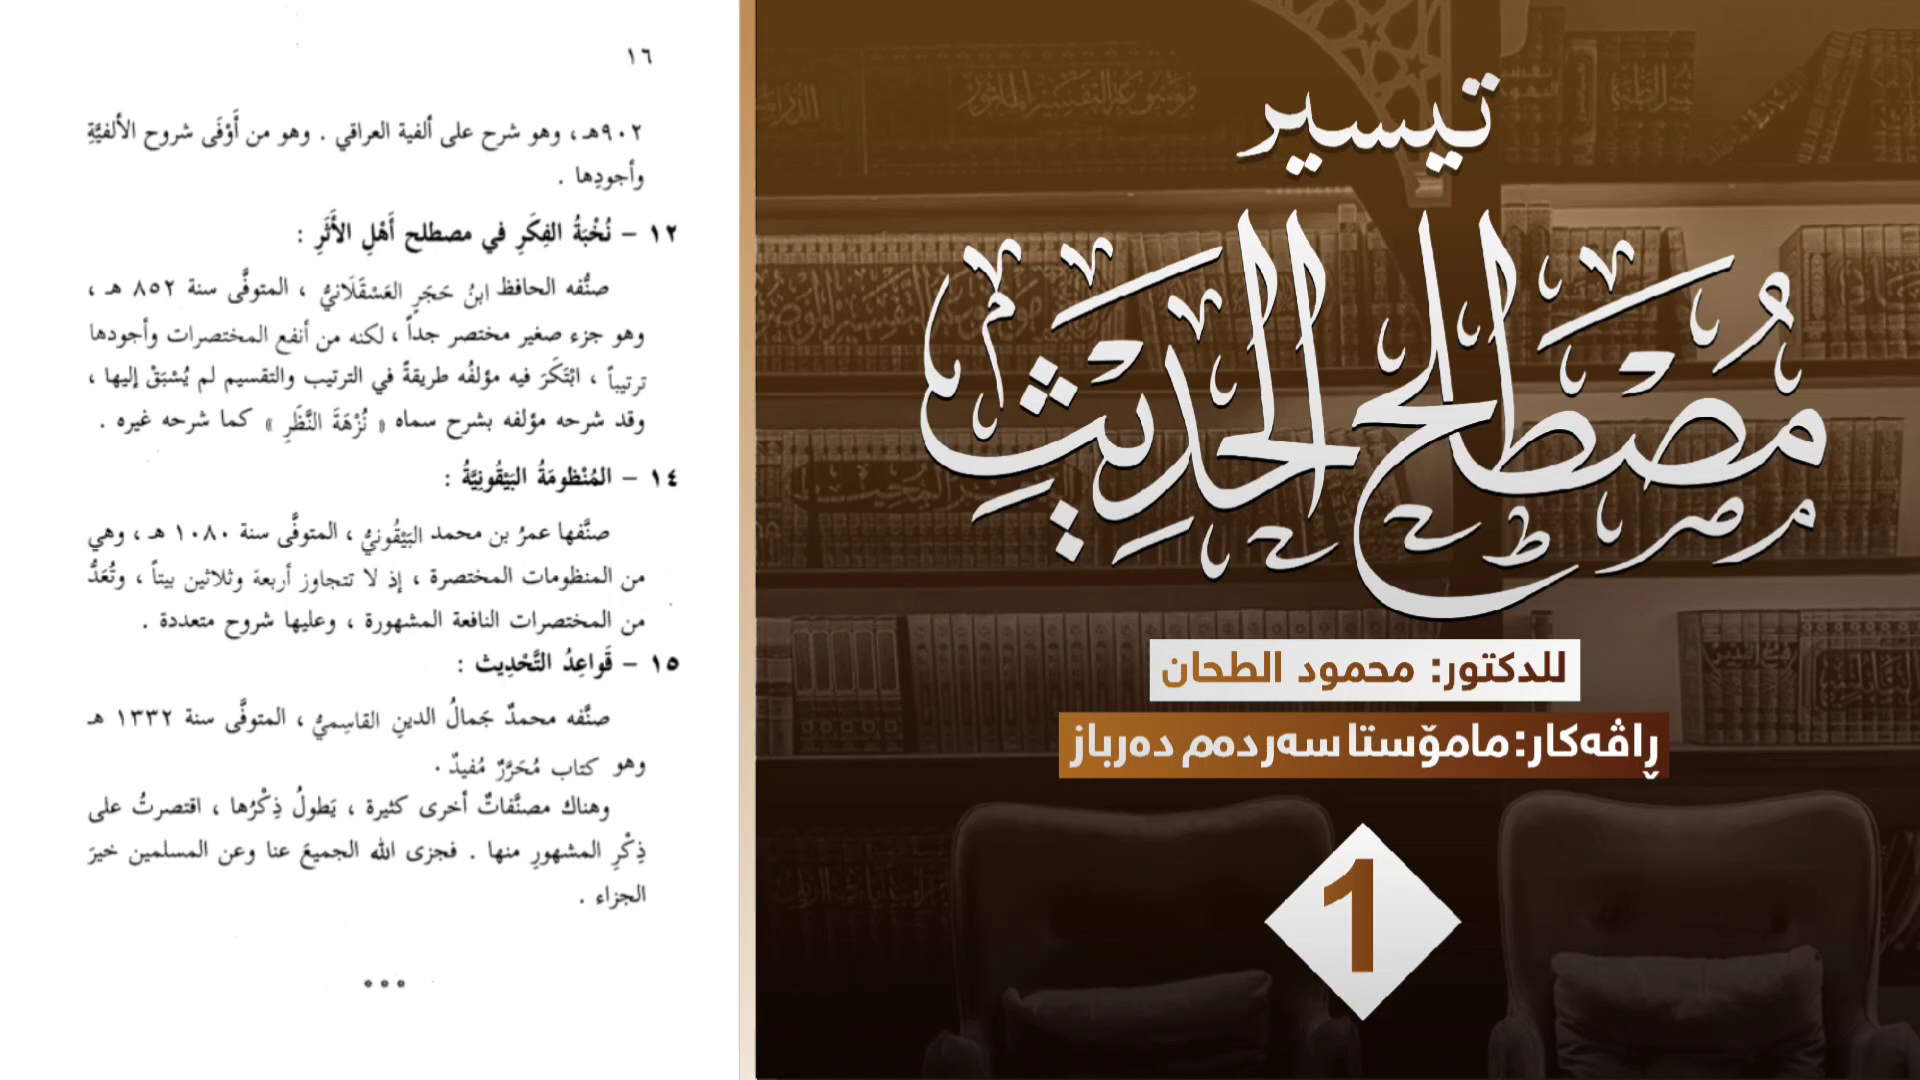 ١٦
٩٠٢هـ ، وهو شرح على ألفية العراقي . وهو من أَوْفَى شروح الألفيَّةِ
وأجودِها .
١٢ – نُخْبَةُ الفِكَرِ في مصطلح أَهْلِ الأَثَرِ :
صنُّفه الحافظ ابنُ حَجَرٍ العَسْقَلَانيُّ ، المتوفَّى سنة ٨٥٢ هـ ،
وهو جزء صغير مختصر جداً ، لكنه من أنفع المختصرات وأجودها
ترتيباً ، ابْتَكَرَ فيه مؤلفُه طريقةً في الترتيب والتقسيم لم يُسْبَقْ إليها ،
وقد شرحه مؤلفه بشرح سماه « نُزْهَةَ النَّظَرِ » كما شرحه غيره .
١٤ – المُنْظومَةُ البَيْقُونِيَّةُ :
صنَّفها عمرُ بن محمد البَيْقُونيُّ ، المتوفَّى سنة ١٠٨٠ هـ ، وهي
من المنظومات المختصرة ، إذ لا تتجاوز أربعة وثلاثين بيتاً ، وتُعَدُّ
من المختصرات النافعة المشهورة ، وعليها شروح متعددة .
١٥ – قَواعِدُ التَّحْدِيث :
صنَّفه محمدٌ جَمالُ الدينِ القاسِميُّ ، المتوفَّى سنة ١٣٣٢ هـ
وهو كتاب مُحَرَّرٌ مُفيدٌ .
وهناك مصنَّفاتٌ أخرى كثيرة ، يَطولُ ذِكْرُها ، اقتصرتُ على
ذِكْرِ المشهورِ منها . فجزى الله الجميعَ عنا وعن المسلمين خيرَ
الجزاء .
تيسير
مُصْطَلَح الحَدِيثِ
للدكتور: محمود الطحان
ڕاڤەکار: مامۆستا سەردەم دەرباز
1